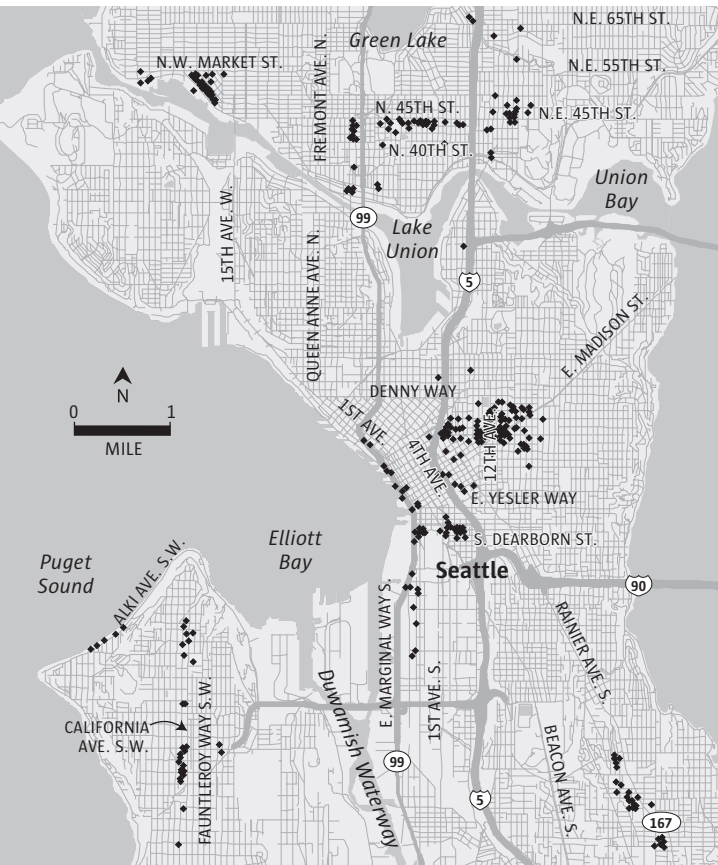 N.E. 65TH ST.
Green Lake
N.W. MARKET ST.
N.E. 55TH ST.
FREMONT AVE. N.
N. 45TH ST.
N.E. 45TH ST.
N. 40TH ST.
Union
Bay
15TH AVE. W.
99
Lake
Union
QUEEN ANNE AVE. N.
5
E. MADISON ST.
N
0 1
MILE
DENNY WAY
1ST AVE.
4TH AVE.
12TH AVE.
E. YESLER WAY
S. DEARBORN ST.
Elliott
Bay
Puget
Sound
ALKI AVE. S.W.
Seattle
90
E. MARGINAL WAY S.
RAINIER AVE. S.
1ST AVE. S.
Duwamish Waterway
CALIFORNIA
AVE. S.W.
FAUNTLEROY WAY S.W.
BEACON AVE. S.
99
5
167